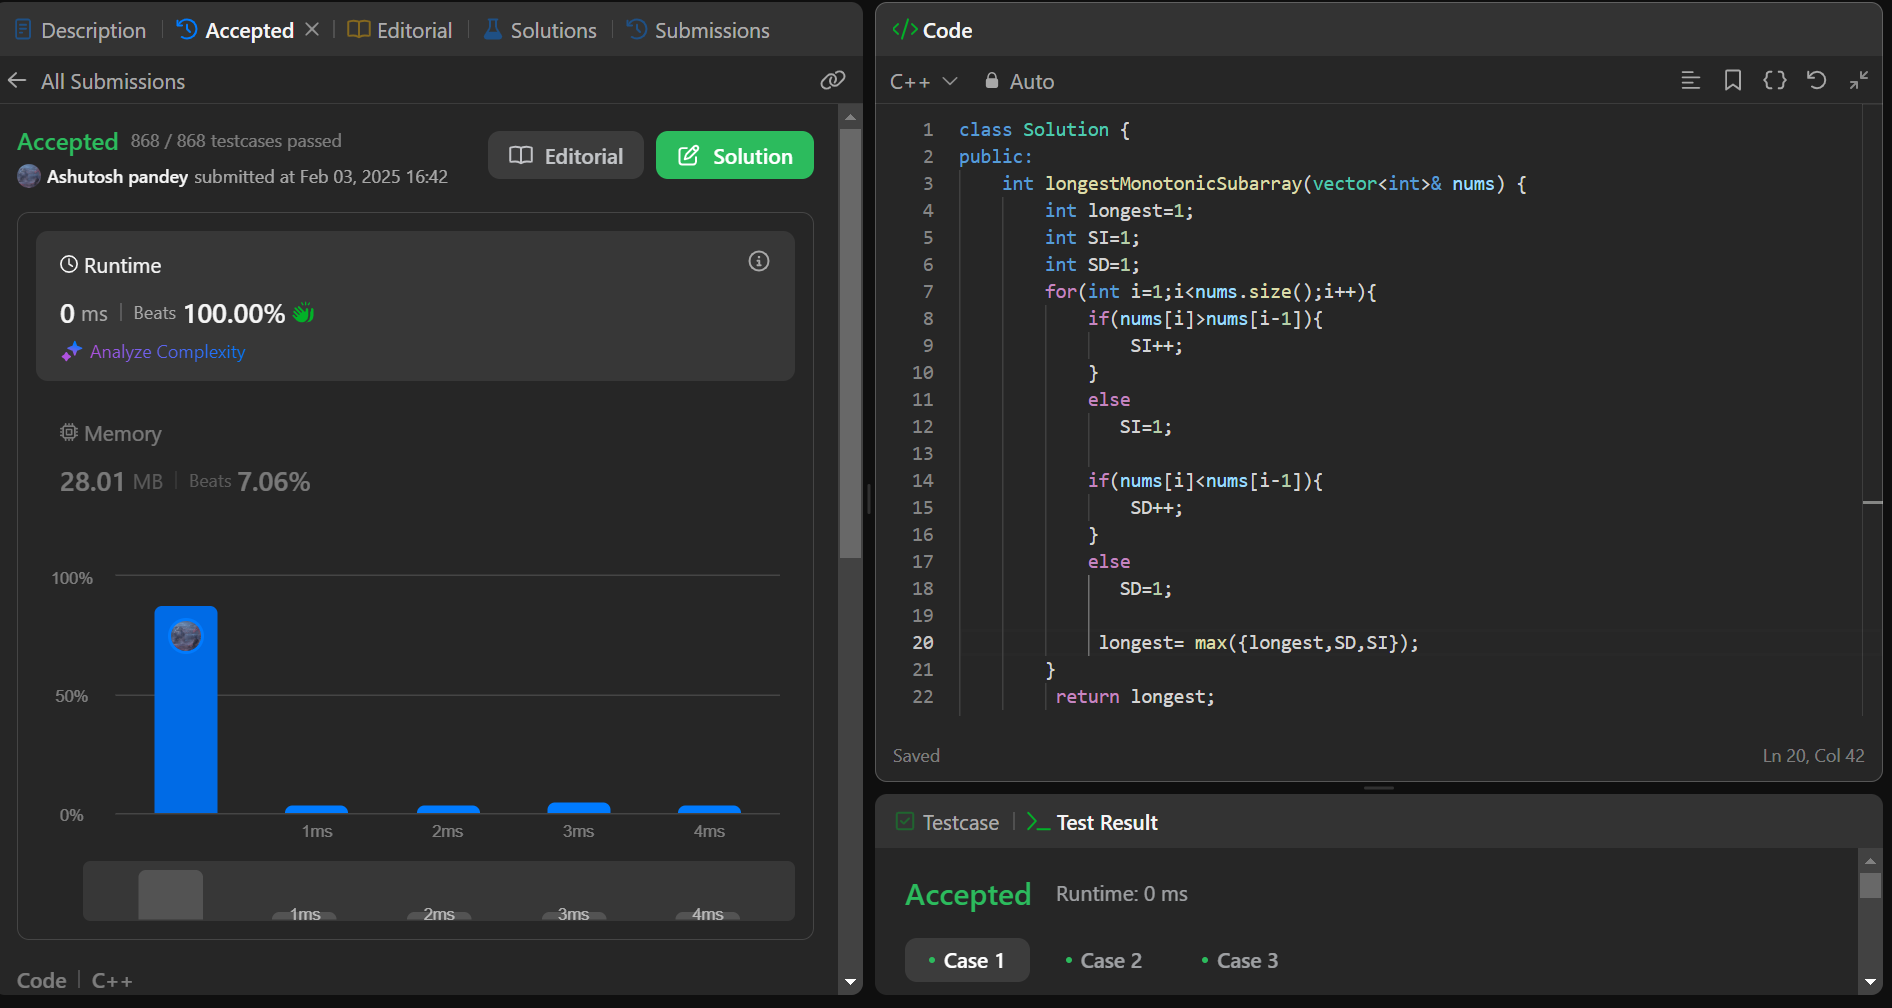 Description | Accepted | Editorial | Solutions | Submissions
All Submissions
Accepted 868 / 868 testcases passed
Ashutosh pandey submitted at Feb 03, 2025 16:42
Editorial
Solution
Runtime
0 ms | Beats 100.00%
Analyze Complexity
Memory
28.01 MB | Beats 7.06%
100%
50%
0%
1ms 2ms 3ms 4ms
1ms 2ms 3ms 4ms
Code | C++
</> Code
C++ Auto
1 class Solution {
2 public:
3     int longestMonotonicSubarray(vector<int>& nums) {
4         int longest=1;
5         int SI=1;
6         int SD=1;
7         for(int i=1;i<nums.size();i++){
8             if(nums[i]>nums[i-1]){
9                 SI++;
10             }
11             else
12                SI=1;
13
14             if(nums[i]<nums[i-1]){
15                 SD++;
16             }
17             else
18                SD=1;
19
20              longest= max({longest,SD,SI});
21         }
22          return longest;
Saved
Ln 20, Col 42
Testcase | >_ Test Result
Accepted Runtime: 0 ms
• Case 1 • Case 2 • Case 3